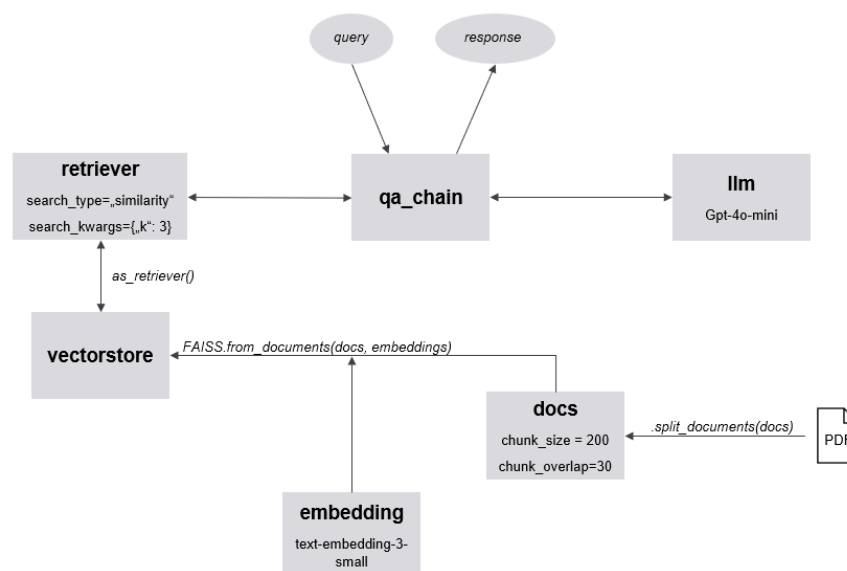 query
response
retriever
search_type=„similarity“
search_kwargs={„k“: 3}
qa_chain
llm
Gpt-4o-mini
as_retriever()
vectorstore
FAISS.from_documents(docs, embeddings)
docs
chunk_size = 200
chunk_overlap=30
.split_documents(docs)
PDF
embedding
text-embedding-3-
small